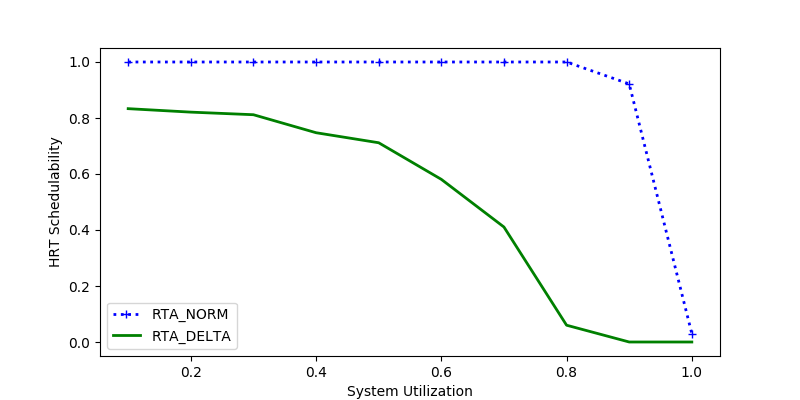 1.0
0.8
0.6
0.4
0.2
0.0
HRT Schedulability
RTA_NORM
RTA_DELTA
0.2 0.4 0.6 0.8 1.0
System Utilization